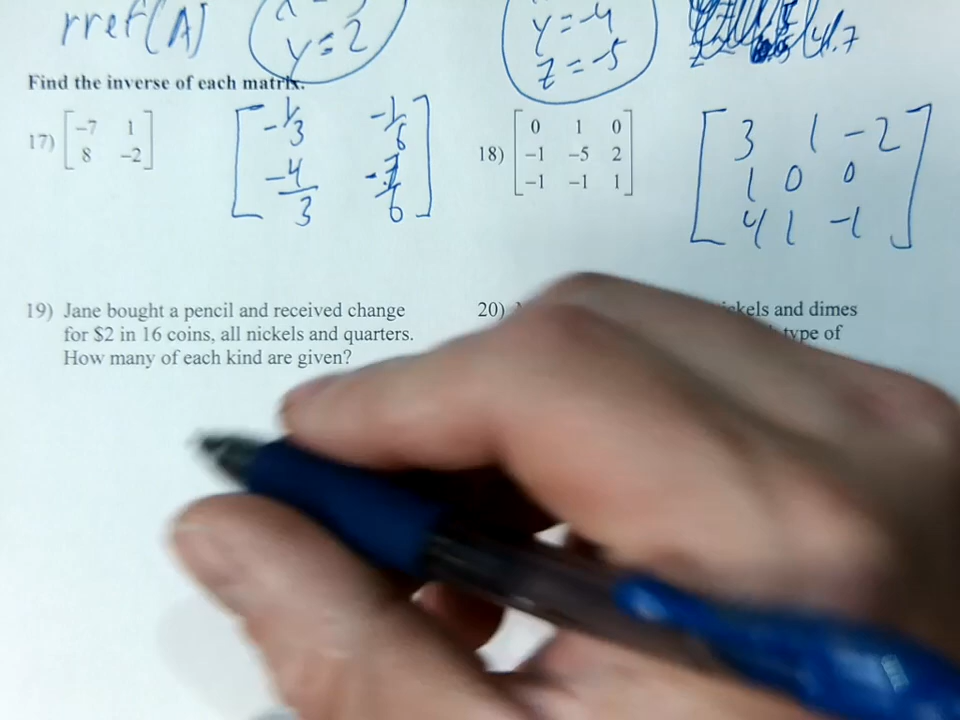 rref(A)
y = 2
y = -4
z = -5
Find the inverse of each matrix.
17) [ -7 1
8 -2 ]
[ -1/3 -1/6
-4/3 -7/6 ]
18) [ 0 1 0
-1 -5 2
-1 -1 1 ]
[ 3 1 -2
1 0 0
4 1 -1 ]
19) Jane bought a pencil and received change
for $2 in 16 coins, all nickels and quarters.
How many of each kind are given?
20)
and dimes
type of